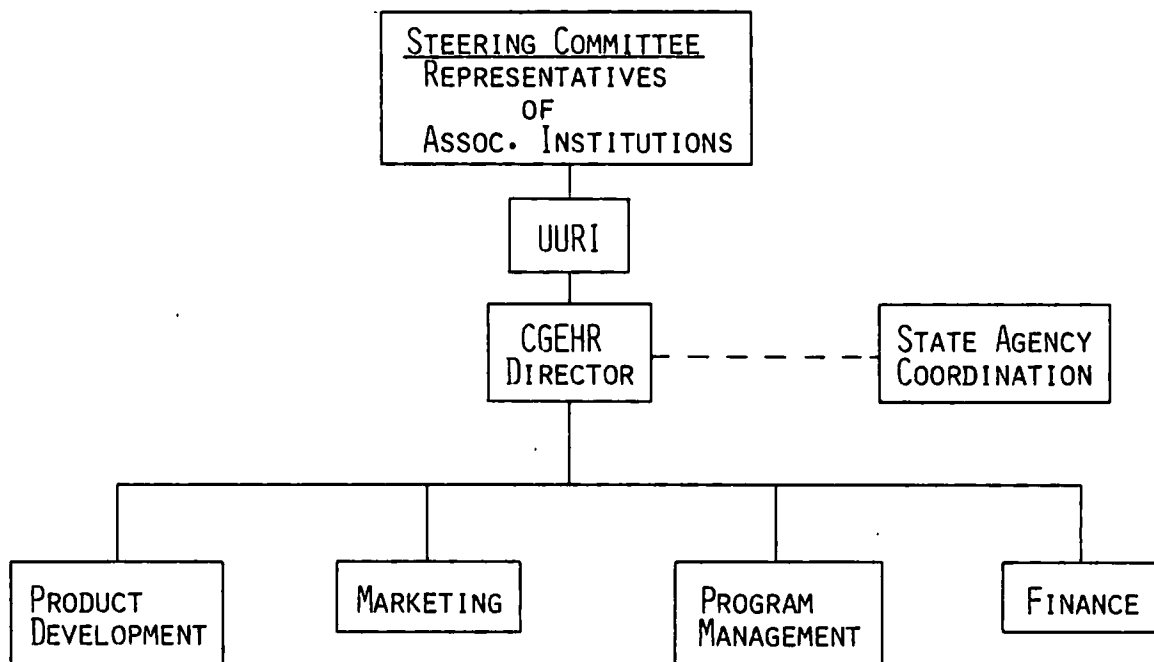 STEERING COMMITTEE
REPRESENTATIVES
OF
ASSOC. INSTITUTIONS
UURI
CGEHR
DIRECTOR
STATE AGENCY
COORDINATION
PRODUCT
DEVELOPMENT
MARKETING
PROGRAM
MANAGEMENT
FINANCE